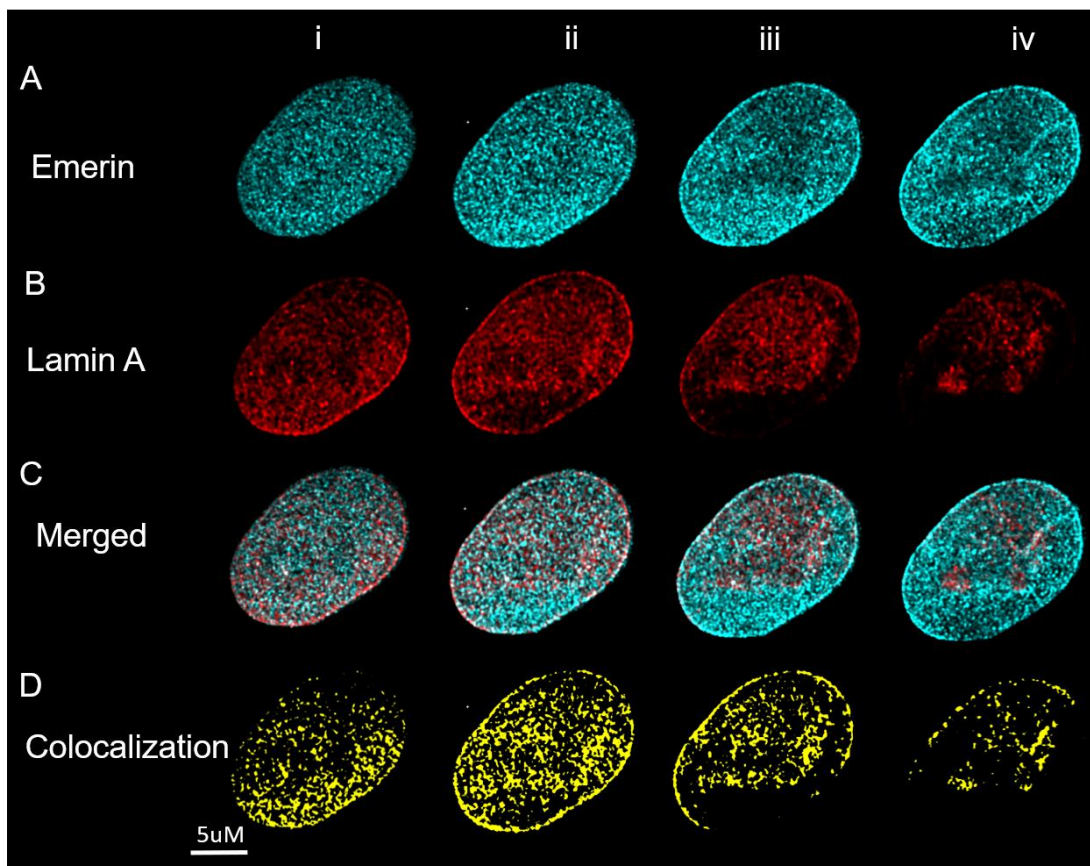 i ii iii iv
A
Emerin
B
Lamin A
C
Merged
D
Colocalization
5uM